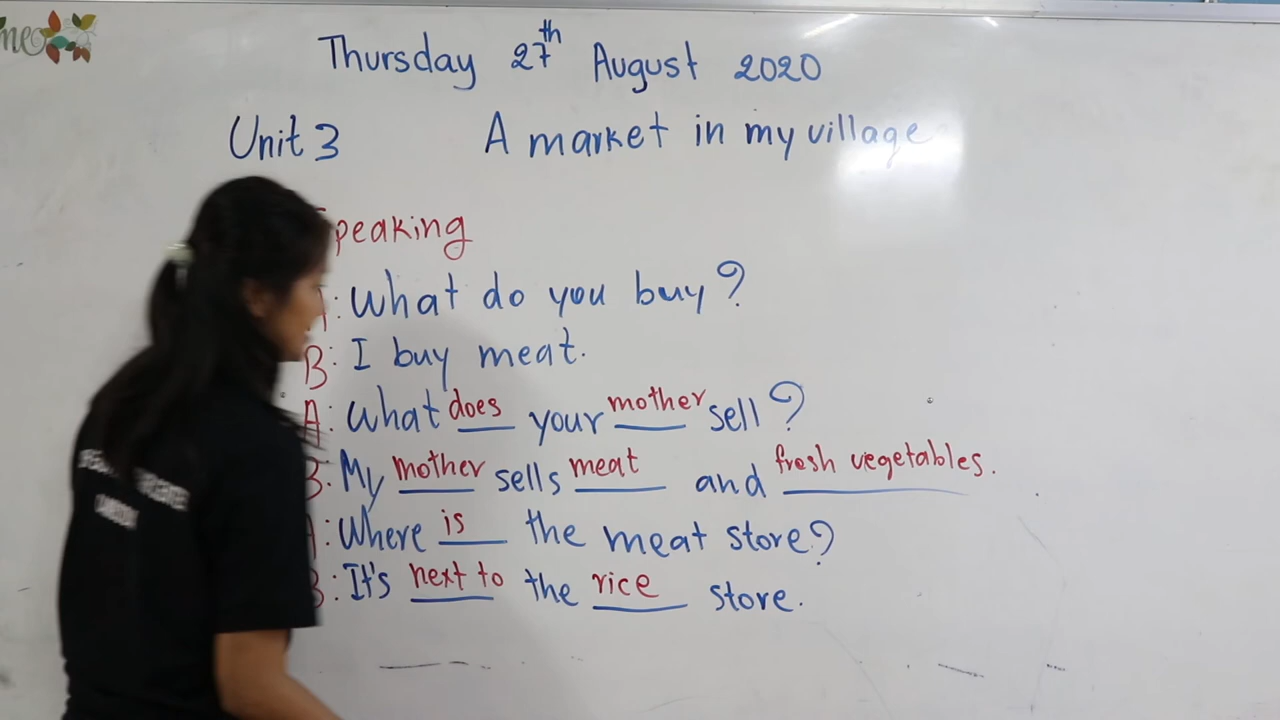 neo
Thursday 27th August 2020
Unit 3 A market in my village
Speaking
A: What do you buy?
B: I buy meat.
A: What does your mother sell?
B: My mother sells meat and fresh vegetables.
A: Where is the meat store?
B: It's next to the rice store.